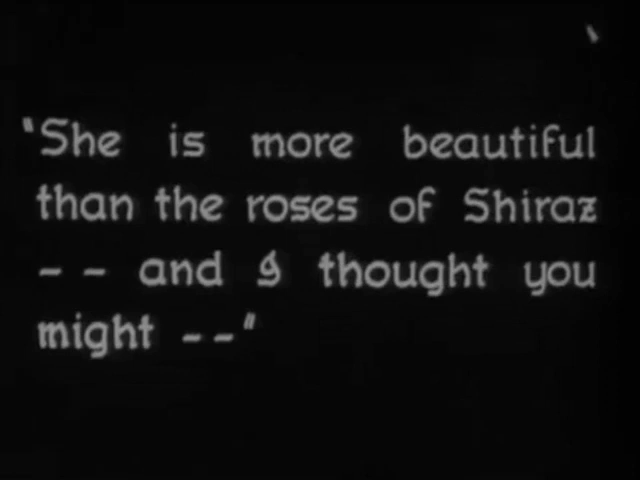 "She is more beautiful
than the roses of Shiraz
-- and I thought you
might --"